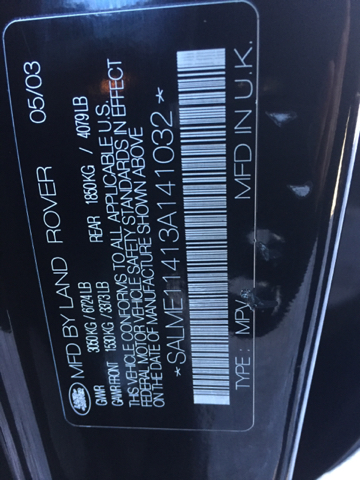 MFD BY LAND ROVER 05/03
GAWR 3050KG / 6724LB
GAWR FRONT 1530KG / 3373LB REAR 1850KG / 4079LB
THIS VEHICLE CONFORMS TO ALL APPLICABLE U.S.
FEDERAL MOTOR VEHICLE SAFETY STANDARDS IN EFFECT
ON THE DATE OF MANUFACTURE SHOWN ABOVE
*SALME11413A141032*
TYPE: MPV MFD IN U.K.